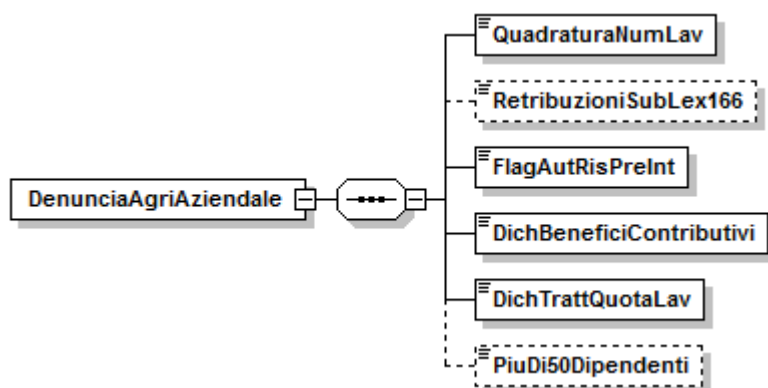 QuadraturaNumLav
RetribuzioniSubLex166
FlagAutRisPreInt
DenunciaAgriAziendale
DichBeneficiContributivi
DichTrattQuotaLav
PiuDi50Dipendenti